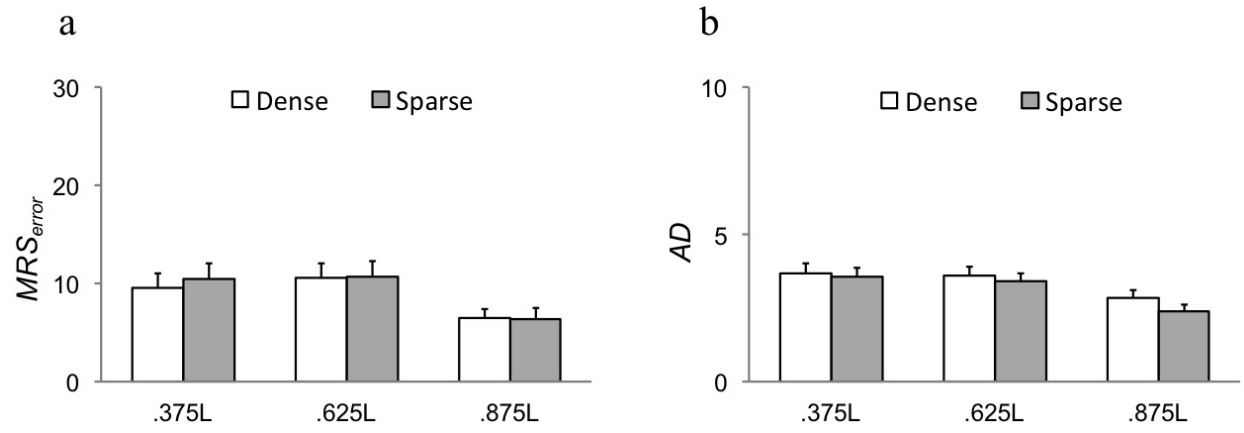 a
30
20
10
0
MRSerror
Dense
Sparse
.375L
.625L
.875L
b
10
5
0
AD
Dense
Sparse
.375L
.625L
.875L